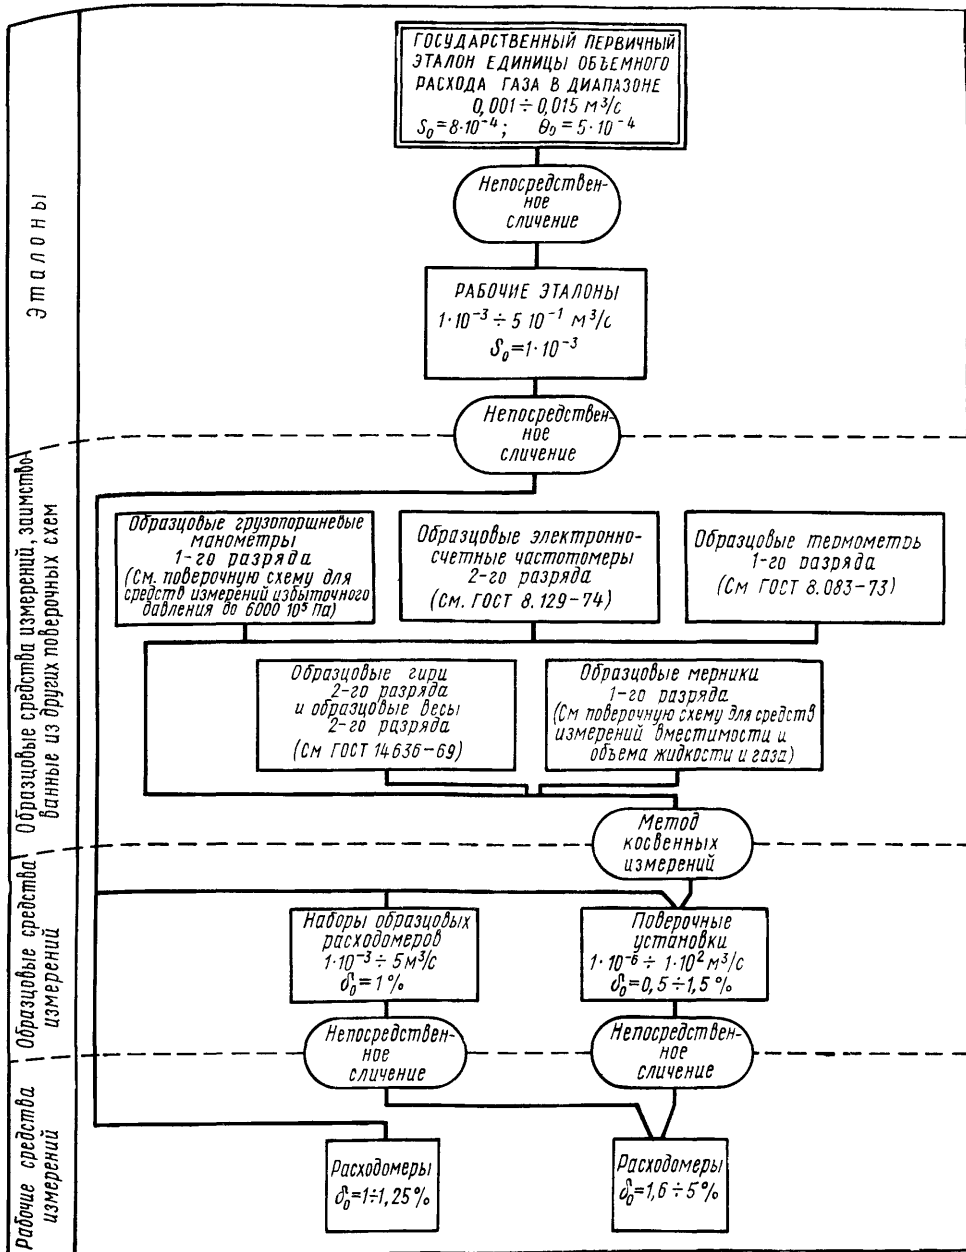 ГОСУДАРСТВЕННЫЙ ПЕРВИЧНЫЙ
ЭТАЛОН ЕДИНИЦЫ ОБЪЕМНОГО
РАСХОДА ГАЗА В ДИАПАЗОНЕ
0,001÷0,015 м³/с
S₀=8·10⁻⁴; Θ₀=5·10⁻⁴
Непосредствен-
ное
сличение
РАБОЧИЕ ЭТАЛОНЫ
1·10⁻³÷5 10⁻¹ м³/с
S₀=1·10⁻³
Непосредствен-
ное
сличение
Эталоны
Образцовые грузопоршневые
манометры
1-го разряда
(См. поверочную схему для
средств измерений избыточного
давления до 6000 10⁵ Па)
Образцовые электронно-
счетные частотомеры
2-го разряда
(См. ГОСТ 8.129-74)
Образцовые термометрь
1-го разряда
(См ГОСТ 8.083-73)
Образцовые гири
2-го разряда
и образцовые весы
2-го разряда
(См ГОСТ 14636-69)
Образцовые мерники
1-го разряда
(См поверочную схему для средств
измерений вместимости и
объема жидкости и газа)
Метод
косвенных
измерений
Образцовые средства измерений, заимство-
ванные из других поверочных схем
Наборы образцовых
расходомеров
1·10⁻³÷5м³/с
δ₀=1%
Поверочные
установки
1·10⁻⁶÷1·10²м³/с
δ₀=0,5÷1,5%
Непосредствен-
ное
сличение
Непосредствен-
ное
сличение
Образцовые средства
измерений
Расходомеры
δ₀=1÷1,25%
Расходомеры
δ₀=1,6÷5%
Рабочие средства
измерений